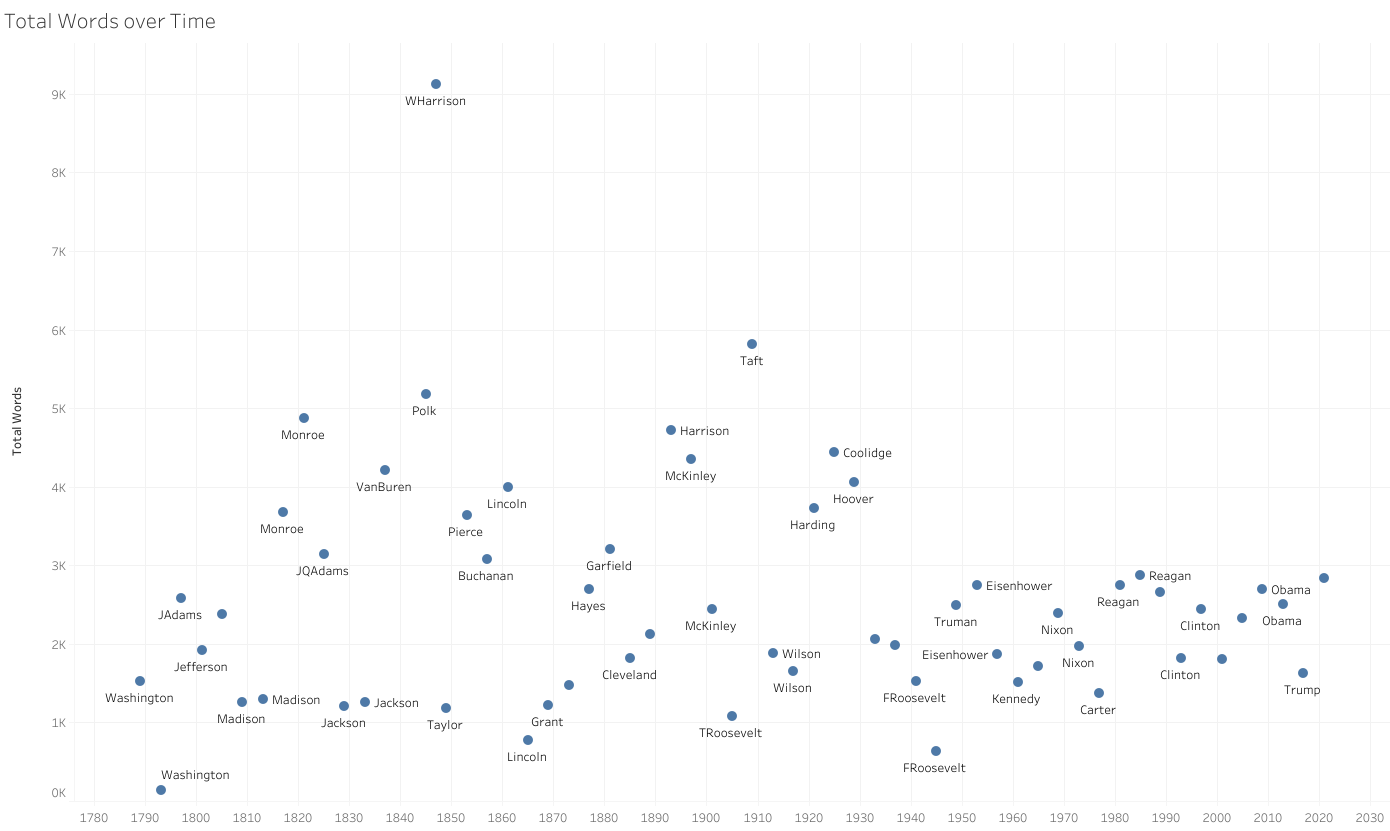 Total Words over Time
9K
WHarrison
8K
7K
6K
Taft
5K
Polk
Monroe
Harrison
Coolidge
McKinley
VanBuren
4K
Hoover
Lincoln
Harding
Monroe
Pierce
3K
Garfield
JQAdams
Buchanan
Reagan
Eisenhower
Reagan
Obama
Hayes
JAdams
McKinley
Truman
Nixon
Clinton
Obama
2K
Jefferson
Wilson
Eisenhower
Nixon
Cleveland
Wilson
Clinton
Washington
FRoosevelt
Kennedy
Trump
Madison
Madison
Jackson
Jackson
Carter
1K
Taylor
Grant
TRoosevelt
Lincoln
FRoosevelt
Washington
0K
Total Words
1780 1790 1800 1810 1820 1830 1840 1850 1860 1870 1880 1890 1900 1910 1920 1930 1940 1950 1960 1970 1980 1990 2000 2010 2020 2030